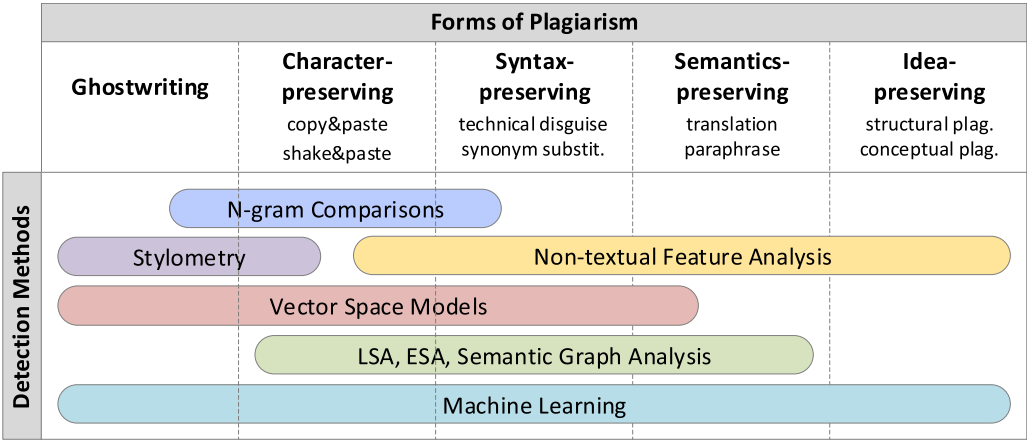 Forms of Plagiarism
Ghostwriting
Character-
preserving
copy&paste
shake&paste
Syntax-
preserving
technical disguise
synonym substit.
Semantics-
preserving
translation
paraphrase
Idea-
preserving
structural plag.
conceptual plag.
Detection Methods
N-gram Comparisons
Stylometry
Non-textual Feature Analysis
Vector Space Models
LSA, ESA, Semantic Graph Analysis
Machine Learning